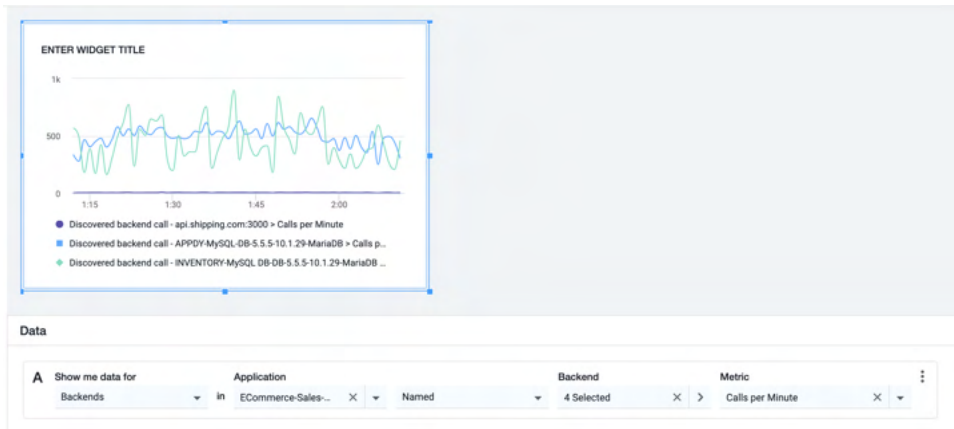 ENTER WIDGET TITLE
1k
500
0
1:15 1:30 1:45 2:00
Discovered backend call - api.shipping.com:3000 > Calls per Minute
Discovered backend call - APPDY-MySQL-DB-5.5.5-10.1.29-MariaDB > Calls p...
Discovered backend call - INVENTORY-MySQL DB-DB-5.5.5-10.1.29-MariaDB ...
Data
A Show me data for Application Backend Metric
Backends in ECommerce-Sales-... Named 4 Selected Calls per Minute